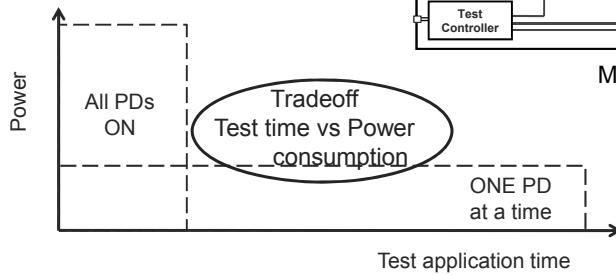 Test
Controller
M
Power
All PDs
ON
Tradeoff
Test time vs Power
consumption
ONE PD
at a time
Test application time